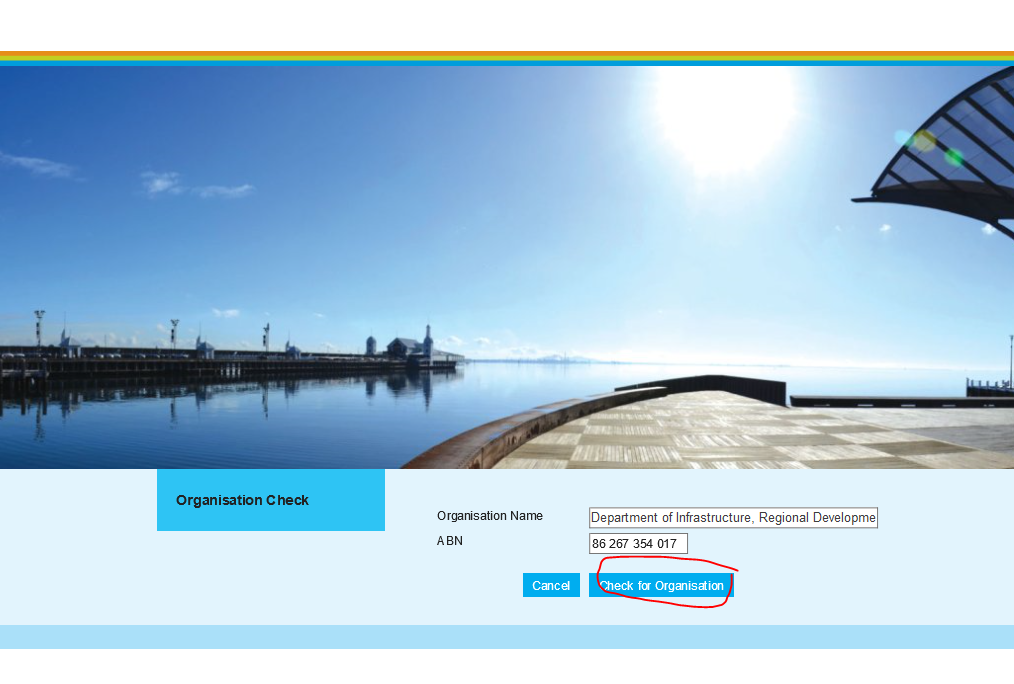 Organisation Check
Organisation Name
Department of Infrastructure, Regional Developme
ABN
86 267 354 017
Cancel
Check for Organisation